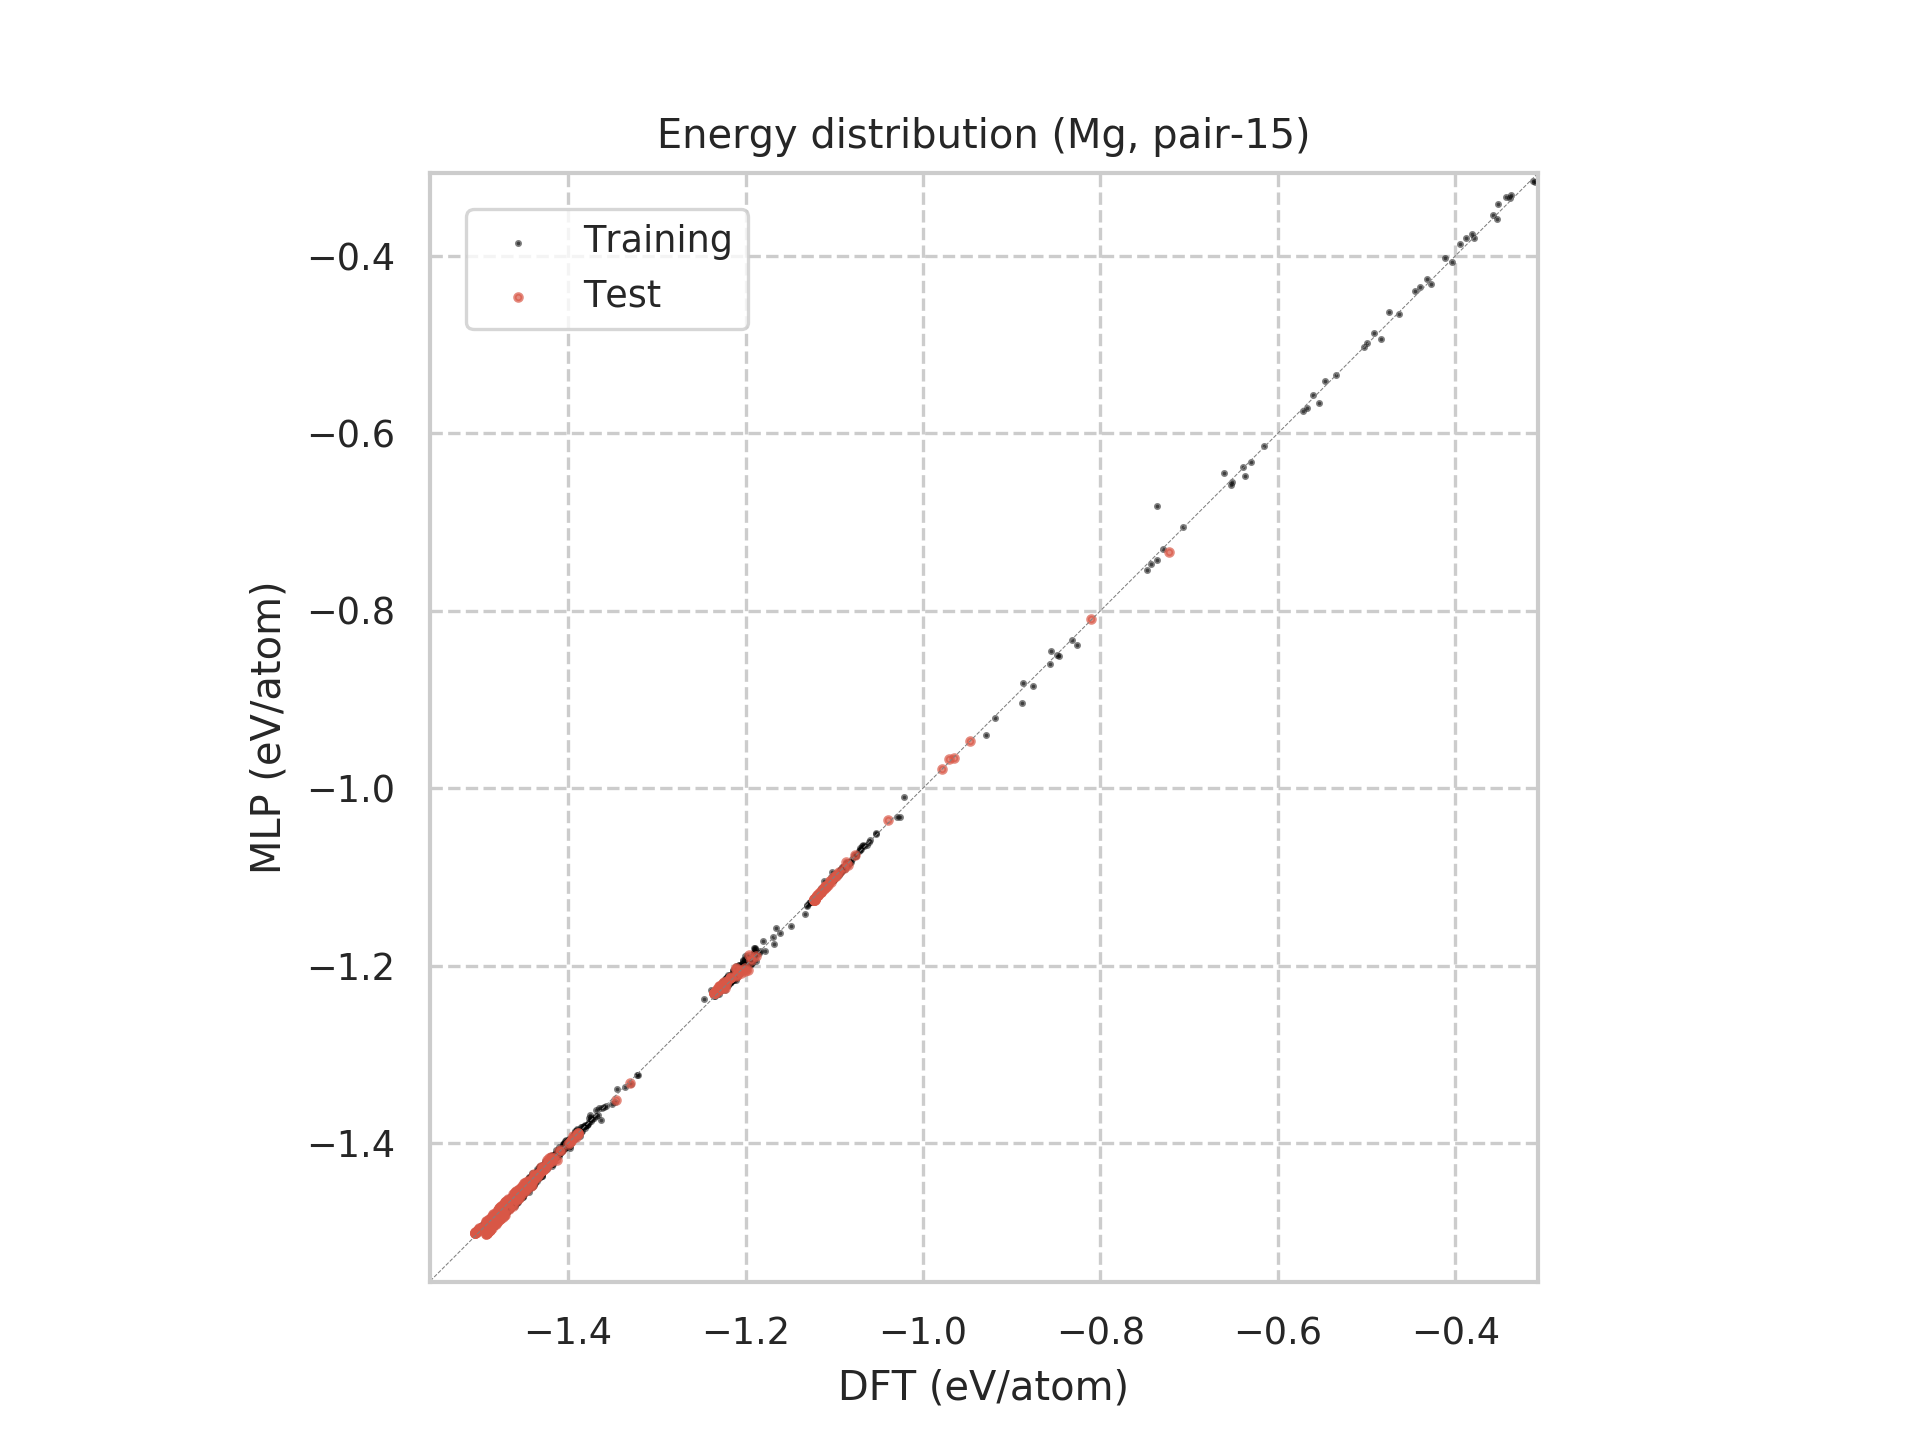 Energy distribution (Mg, pair-15)
Training
Test
−0.4
−0.6
−0.8
−1.0
−1.2
−1.4
MLP (eV/atom)
−1.4 −1.2 −1.0 −0.8 −0.6 −0.4
DFT (eV/atom)